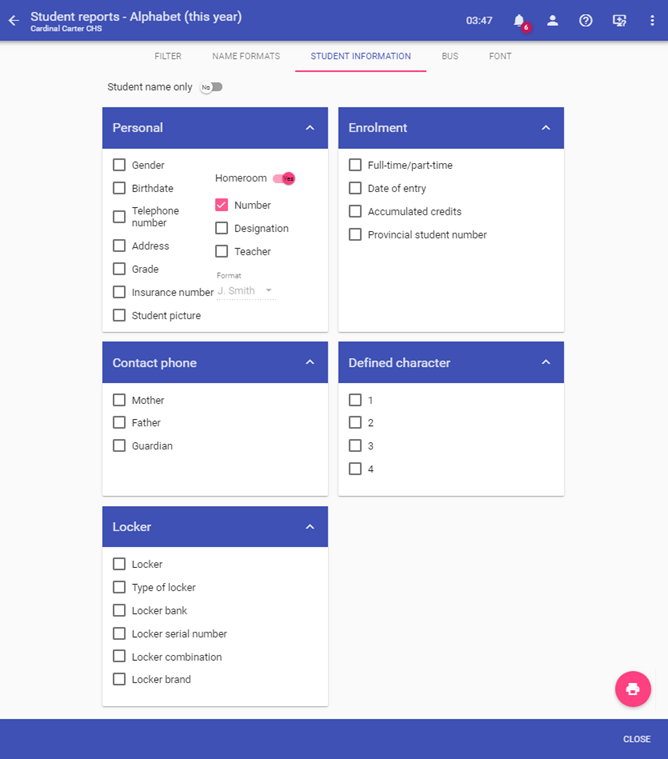 Student reports - Alphabet (this year)
Cardinal Carter CHS
03:47
6
FILTER
NAME FORMATS
STUDENT INFORMATION
BUS
FONT
Student name only
No
Personal
Gender
Birthdate
Telephone
number
Address
Grade
Insurance number
Student picture
Homeroom
Yes
Number
Designation
Teacher
Format
J. Smith
Enrolment
Full-time/part-time
Date of entry
Accumulated credits
Provincial student number
Contact phone
Mother
Father
Guardian
Defined character
1
2
3
4
Locker
Locker
Type of locker
Locker bank
Locker serial number
Locker combination
Locker brand
CLOSE